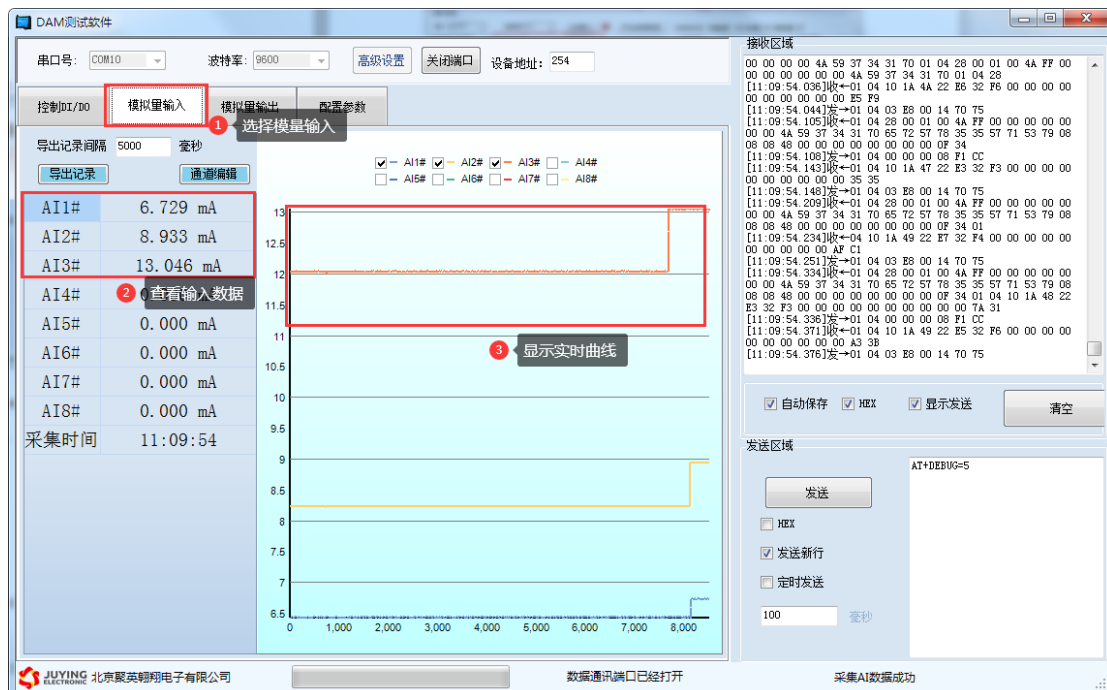 DAM测试软件
串口号: COM10 波特率: 9600 高级设置 关闭端口 设备地址: 254
控制DI/DO 模拟量输入 模拟量输出 配置参数
1 选择模量输入
导出记录间隔 5000 毫秒
导出记录 通道编辑
AI1# 6.729 mA
AI2# 8.933 mA
AI3# 13.046 mA
AI4#
2 查看输入数据
AI5# 0.000 mA
AI6# 0.000 mA
AI7# 0.000 mA
AI8# 0.000 mA
采集时间 11:09:54
AI1# AI2# AI3# AI4#
AI5# AI6# AI7# AI8#
13
12.5
12
11.5
11
10.5
10
9.5
9
8.5
8
7.5
7
6.5
0 1,000 2,000 3,000 4,000 5,000 6,000 7,000 8,000
3 显示实时曲线
接收区域
00 00 00 00 4A 59 37 34 31 70 01 04 28 00 01 00 4A FF 00
00 00 00 00 00 00 4A 59 37 34 31 70 01 04 28
[11:09:54.036]收←01 04 10 1A 4A 22 E6 32 F6 00 00 00 00
00 00 00 00 00 00 E5 F9
[11:09:54.044]发→01 04 03 E8 00 14 70 75
[11:09:54.105]收←01 04 28 00 01 00 4A FF 00 00 00 00 00
00 00 4A 59 37 34 31 70 65 72 57 78 35 35 57 71 53 79 08
08 08 48 00 00 00 00 00 00 00 00 0F 34
[11:09:54.108]发→01 04 00 00 00 08 F1 CC
[11:09:54.143]收←01 04 10 1A 47 22 E3 32 F3 00 00 00 00
00 00 00 00 00 00 35 35
[11:09:54.148]发→01 04 03 E8 00 14 70 75
[11:09:54.209]收←01 04 28 00 01 00 4A FF 00 00 00 00 00
00 00 4A 59 37 34 31 70 65 72 57 78 35 35 57 71 53 79 08
08 08 48 00 00 00 00 00 00 00 00 0F 34 01
[11:09:54.234]收←04 10 1A 49 22 E7 32 F4 00 00 00 00 00
00 00 00 00 00 AF C1
[11:09:54.251]发→01 04 03 E8 00 14 70 75
[11:09:54.334]收←01 04 28 00 01 00 4A FF 00 00 00 00 00
00 00 4A 59 37 34 31 70 65 72 57 78 35 35 57 71 53 79 08
08 08 48 00 00 00 00 00 00 00 00 0F 34 01 04 10 1A 48 22
E3 32 F3 00 00 00 00 00 00 00 00 00 00 7A 31
[11:09:54.336]发→01 04 00 00 00 08 F1 CC
[11:09:54.371]收←01 04 10 1A 49 22 E5 32 F6 00 00 00 00
00 00 00 00 00 00 A3 3B
[11:09:54.376]发→01 04 03 E8 00 14 70 75
自动保存 HEX 显示发送 清空
发送区域
AT+DEBUG=5
发送
HEX
发送新行
定时发送
100 毫秒
JUYING ELECTRONIC 北京聚英翱翔电子有限公司 数据通讯端口已经打开 采集AI数据成功